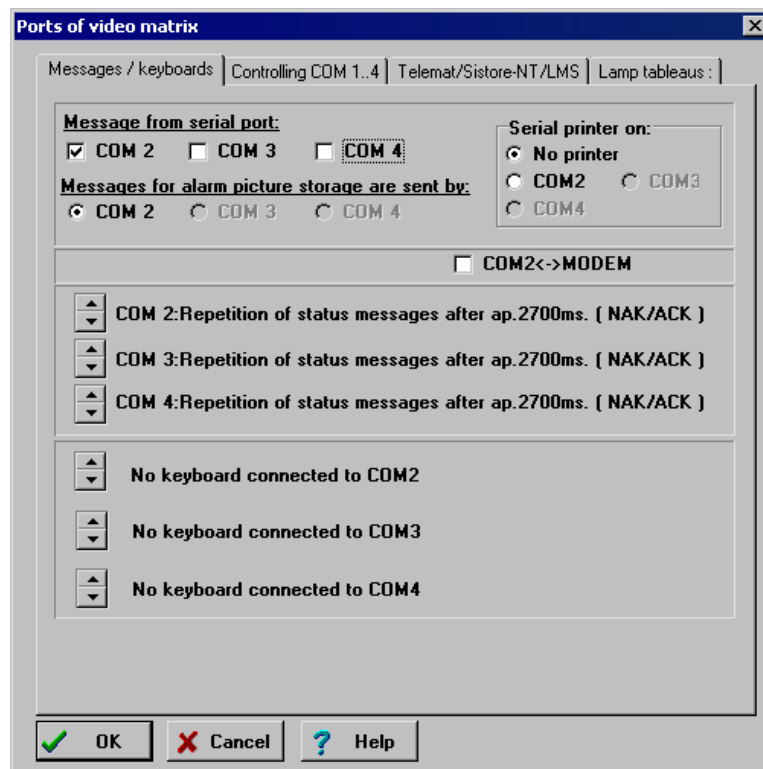 Ports of video matrix
Messages / keyboards Controlling COM 1..4 Telemat/Sistore-NT/LMS Lamp tableaus :
Message from serial port:
COM 2 COM 3 COM 4
Messages for alarm picture storage are sent by:
COM 2 COM 3 COM 4
Serial printer on:
No printer
COM2 COM3
COM4
COM2<->MODEM
COM 2:Repetition of status messages after ap.2700ms. ( NAK/ACK )
COM 3:Repetition of status messages after ap.2700ms. ( NAK/ACK )
COM 4:Repetition of status messages after ap.2700ms. ( NAK/ACK )
No keyboard connected to COM2
No keyboard connected to COM3
No keyboard connected to COM4
OK Cancel Help